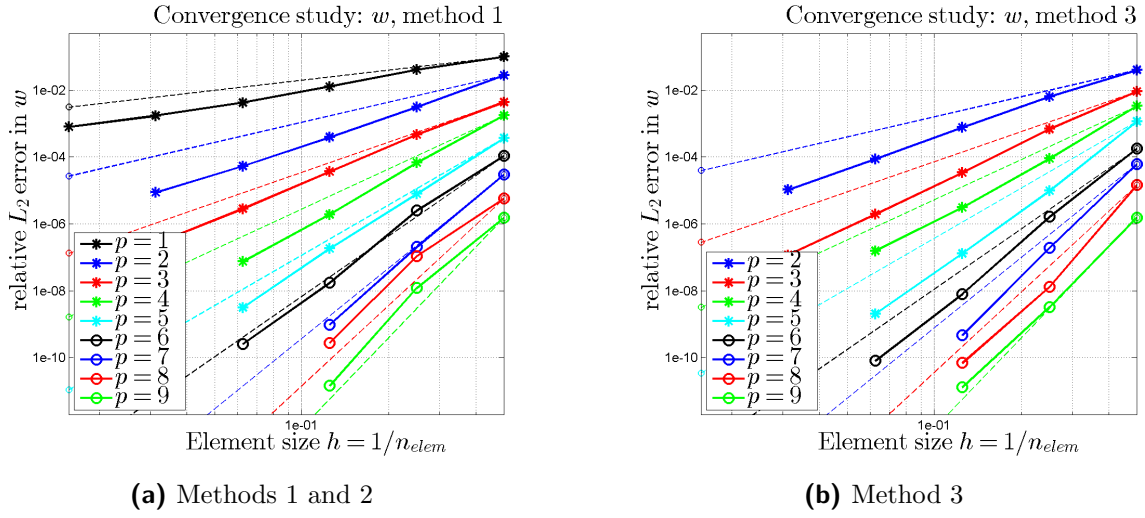 Convergence study: w, method 1
relative L2 error in w
1e-02
1e-04
1e-06
1e-08
1e-10
p = 1
p = 2
p = 3
p = 4
p = 5
p = 6
p = 7
p = 8
p = 9
1e-01
Element size h = 1/n_elem
(a) Methods 1 and 2
Convergence study: w, method 3
relative L2 error in w
1e-02
1e-04
1e-06
1e-08
1e-10
p = 2
p = 3
p = 4
p = 5
p = 6
p = 7
p = 8
p = 9
1e-01
Element size h = 1/n_elem
(b) Method 3